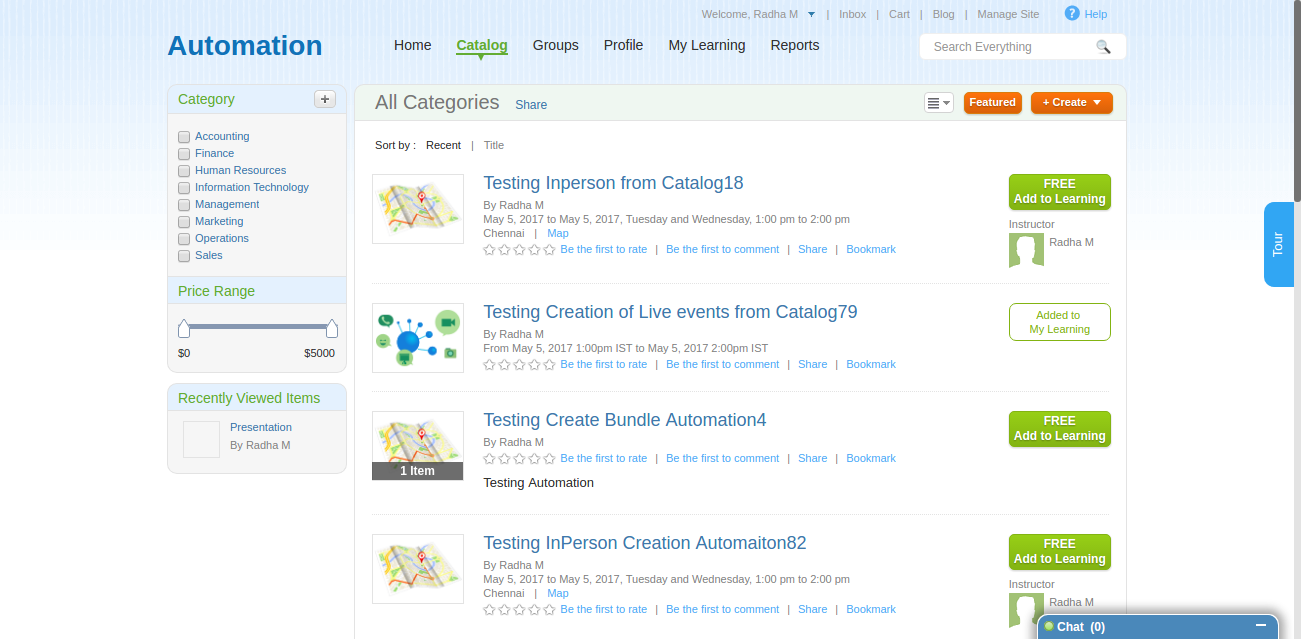 Welcome, Radha M | Inbox | Cart | Blog | Manage Site ? Help
Automation
Home Catalog Groups Profile My Learning Reports
Search Everything
Category +
Accounting
Finance
Human Resources
Information Technology
Management
Marketing
Operations
Sales
Price Range
$0 $5000
Recently Viewed Items
Presentation
By Radha M
All Categories Share
Featured
+ Create
Sort by : Recent | Title
Testing Inperson from Catalog18
By Radha M
May 5, 2017 to May 5, 2017, Tuesday and Wednesday, 1:00 pm to 2:00 pm
Chennai | Map
Be the first to rate | Be the first to comment | Share | Bookmark
FREE
Add to Learning
Instructor
Radha M
Testing Creation of Live events from Catalog79
By Radha M
From May 5, 2017 1:00pm IST to May 5, 2017 2:00pm IST
Be the first to rate | Be the first to comment | Share | Bookmark
Added to
My Learning
Testing Create Bundle Automation4
By Radha M
Be the first to rate | Be the first to comment | Share | Bookmark
1 Item
Testing Automation
FREE
Add to Learning
Testing InPerson Creation Automaiton82
By Radha M
May 5, 2017 to May 5, 2017, Tuesday and Wednesday, 1:00 pm to 2:00 pm
Chennai | Map
Be the first to rate | Be the first to comment | Share | Bookmark
FREE
Add to Learning
Instructor
Radha M
Tour
Chat (0)